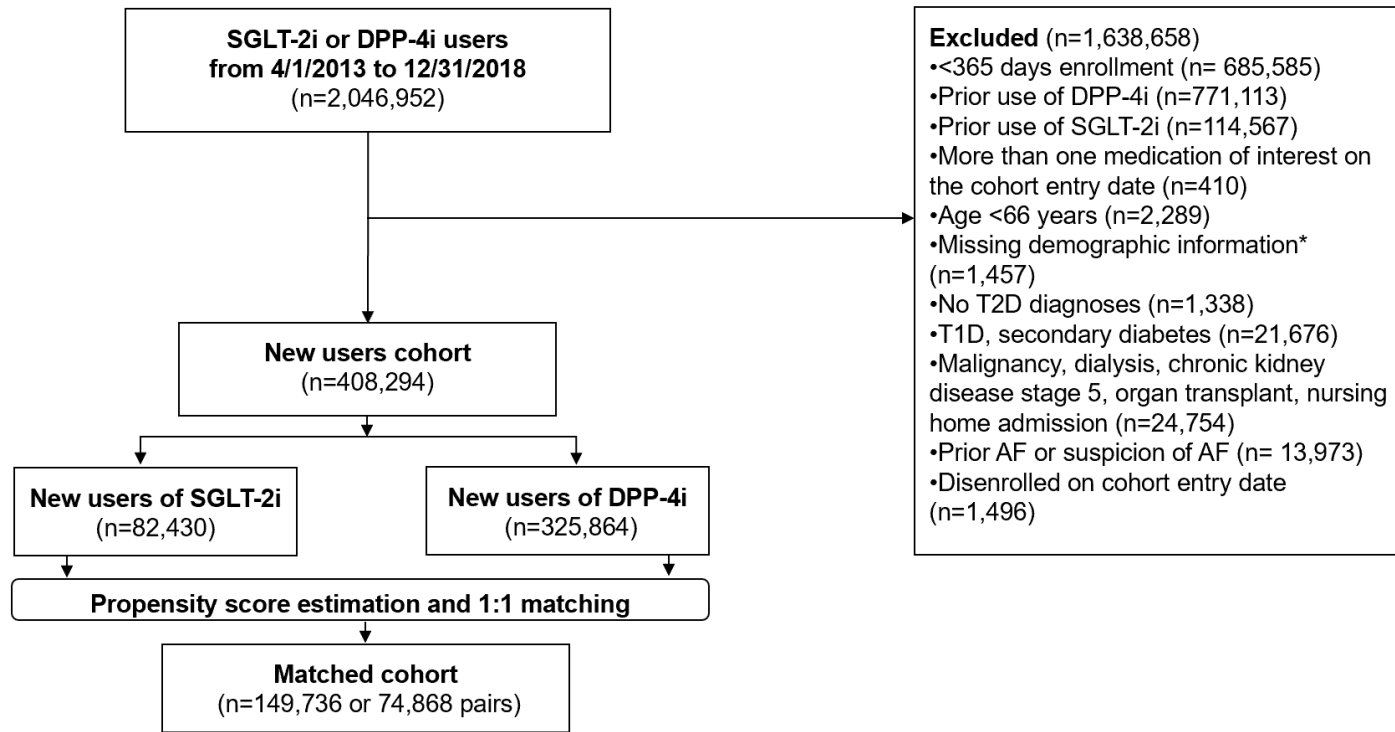 SGLT-2i or DPP-4i users
from 4/1/2013 to 12/31/2018
(n=2,046,952)
Excluded (n=1,638,658)
•<365 days enrollment (n= 685,585)
•Prior use of DPP-4i (n=771,113)
•Prior use of SGLT-2i (n=114,567)
•More than one medication of interest on
the cohort entry date (n=410)
•Age <66 years (n=2,289)
•Missing demographic information*
(n=1,457)
•No T2D diagnoses (n=1,338)
•T1D, secondary diabetes (n=21,676)
•Malignancy, dialysis, chronic kidney
disease stage 5, organ transplant, nursing
home admission (n=24,754)
•Prior AF or suspicion of AF (n= 13,973)
•Disenrolled on cohort entry date
(n=1,496)
New users cohort
(n=408,294)
New users of SGLT-2i
(n=82,430)
New users of DPP-4i
(n=325,864)
Propensity score estimation and 1:1 matching
Matched cohort
(n=149,736 or 74,868 pairs)